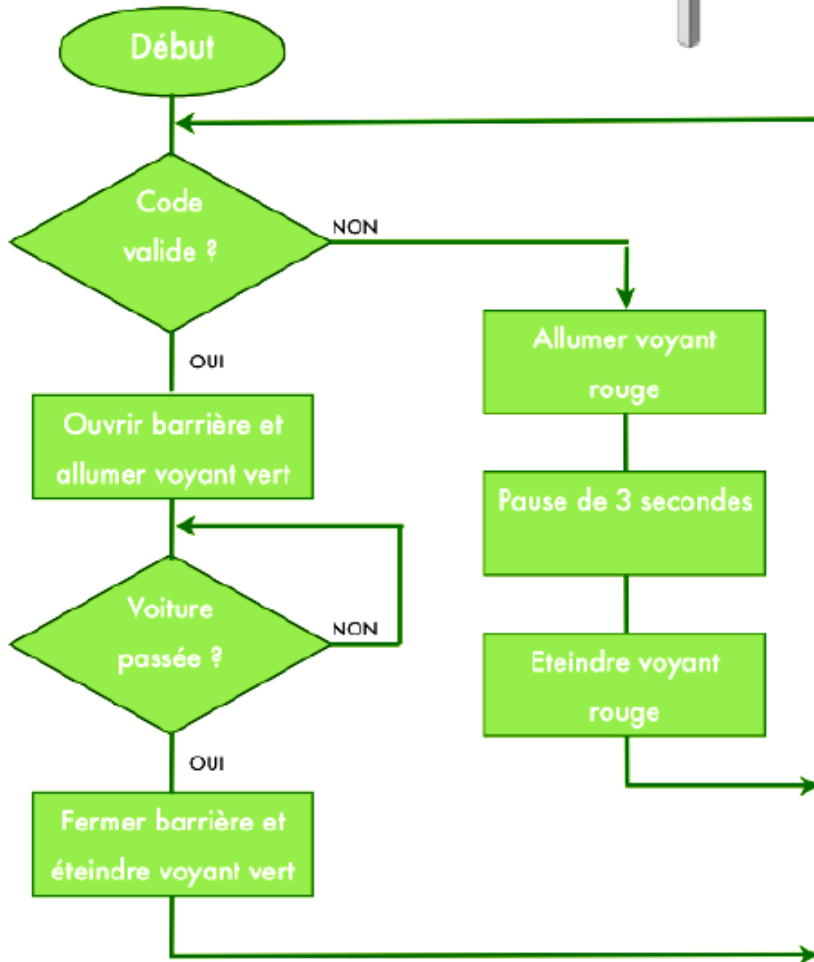 Début
Code
valide ?
NON
OUI
Ouvrir barrière et
allumer voyant vert
Voiture
passée ?
NON
OUI
Fermer barrière et
éteindre voyant vert
Allumer voyant
rouge
Pause de 3 secondes
Eteindre voyant
rouge